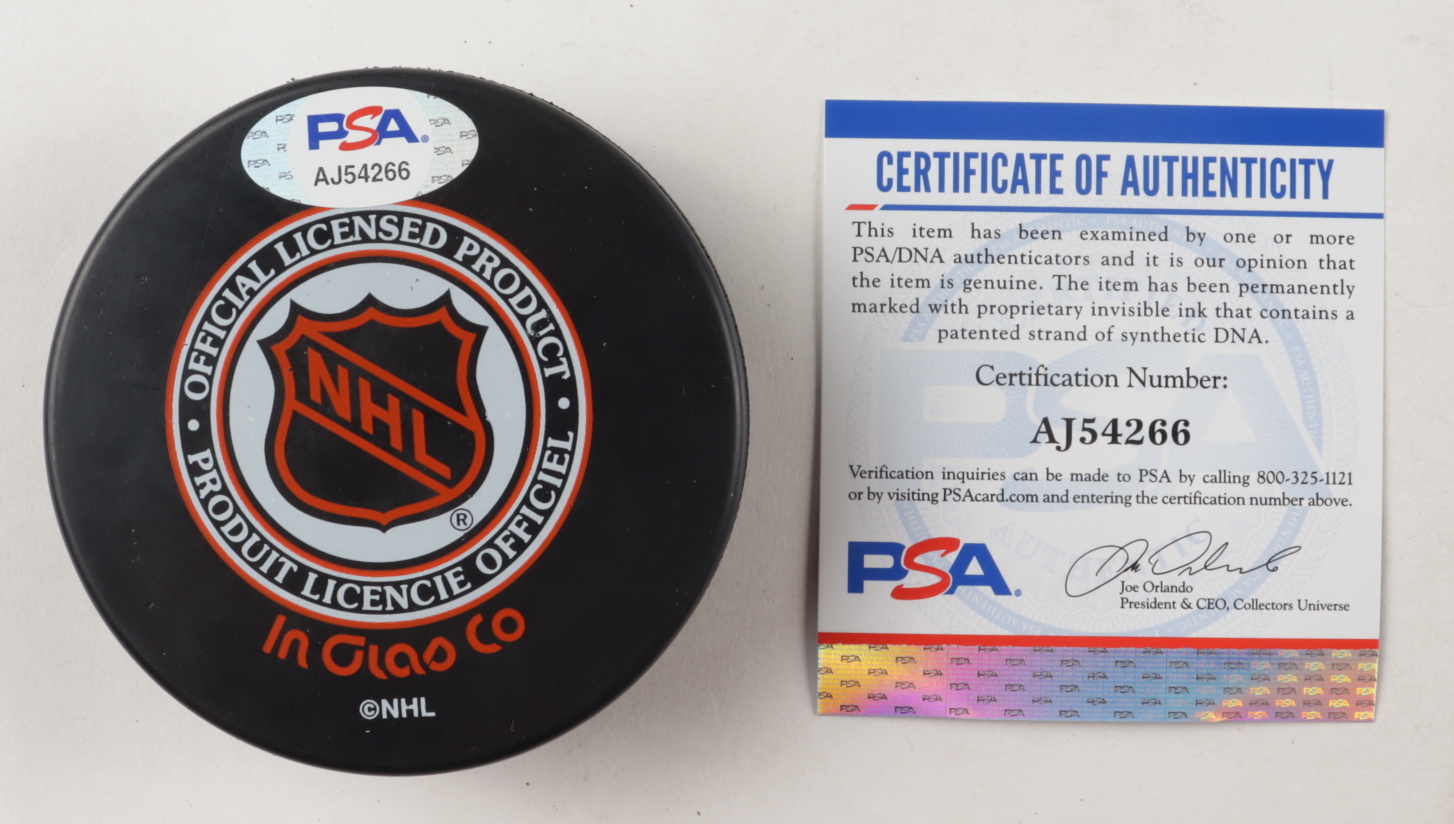 PSA
AJ54266
OFFICIAL LICENSED PRODUCT
NHL
®
• PRODUIT LICENCIE OFFICIEL •
In Glas Co
©NHL
CERTIFICATE OF AUTHENTICITY
This item has been examined by one or more
PSA/DNA authenticators and it is our opinion that
the item is genuine. The item has been permanently
marked with proprietary invisible ink that contains a
patented strand of synthetic DNA.
Certification Number:
AJ54266
Verification inquiries can be made to PSA by calling 800-325-1121
or by visiting PSAcard.com and entering the certification number above.
PSA
Joe Orlando
President & CEO, Collectors Universe